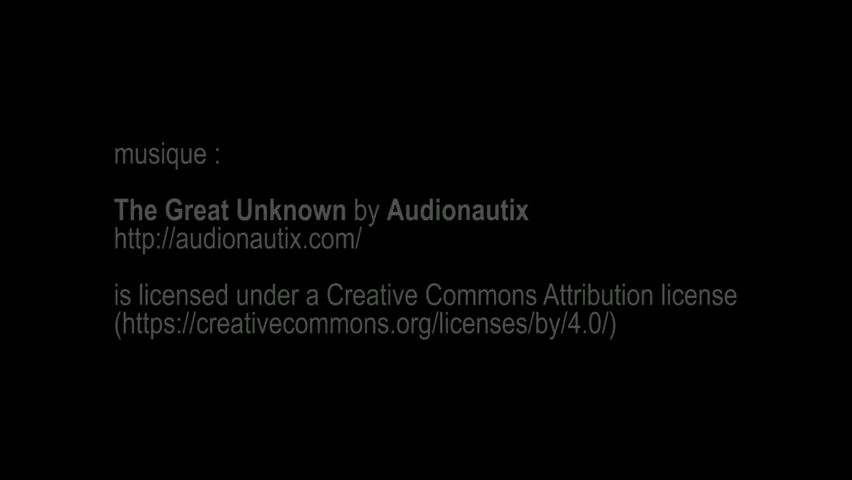 musique :
The Great Unknown by Audionautix
http://audionautix.com/
is licensed under a Creative Commons Attribution license
(https://creativecommons.org/licenses/by/4.0/)